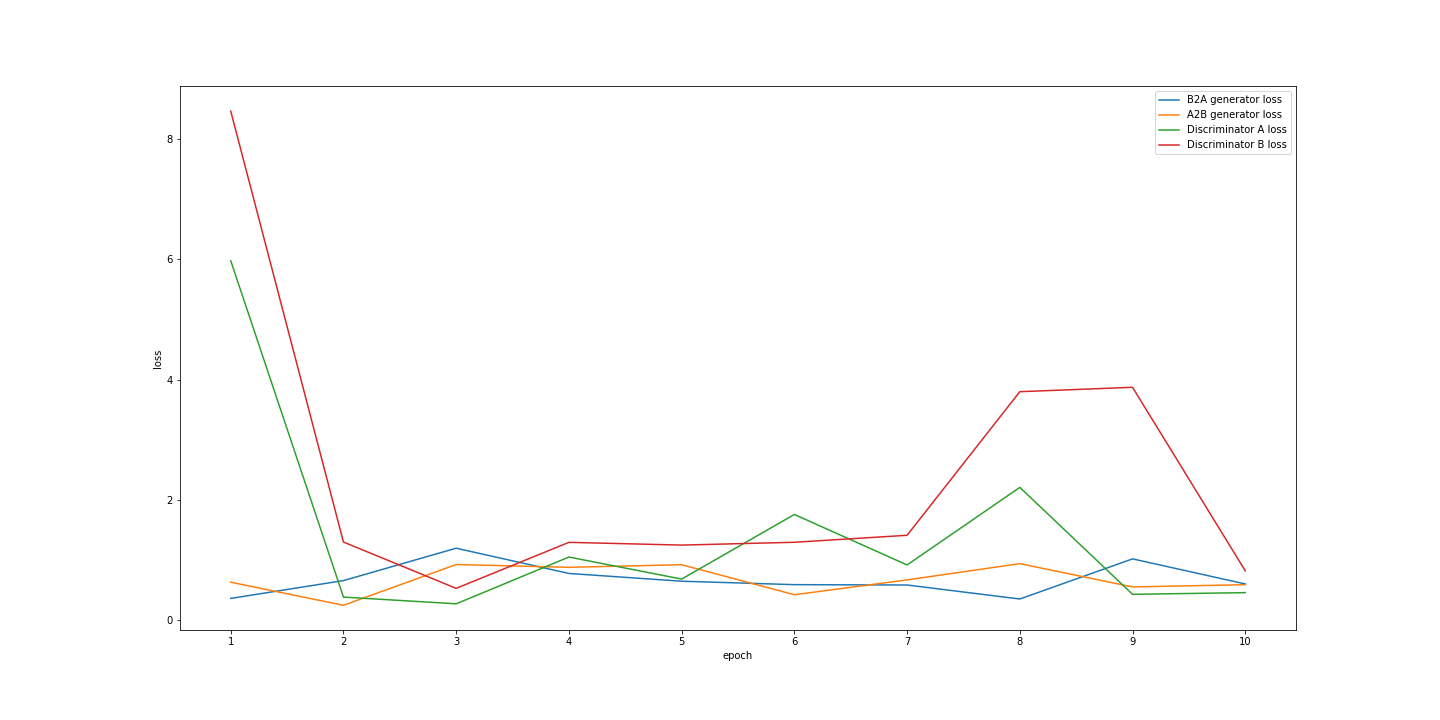 B2A generator loss
A2B generator loss
Discriminator A loss
Discriminator B loss
8
6
4
2
0
loss
1 2 3 4 5 6 7 8 9 10
epoch